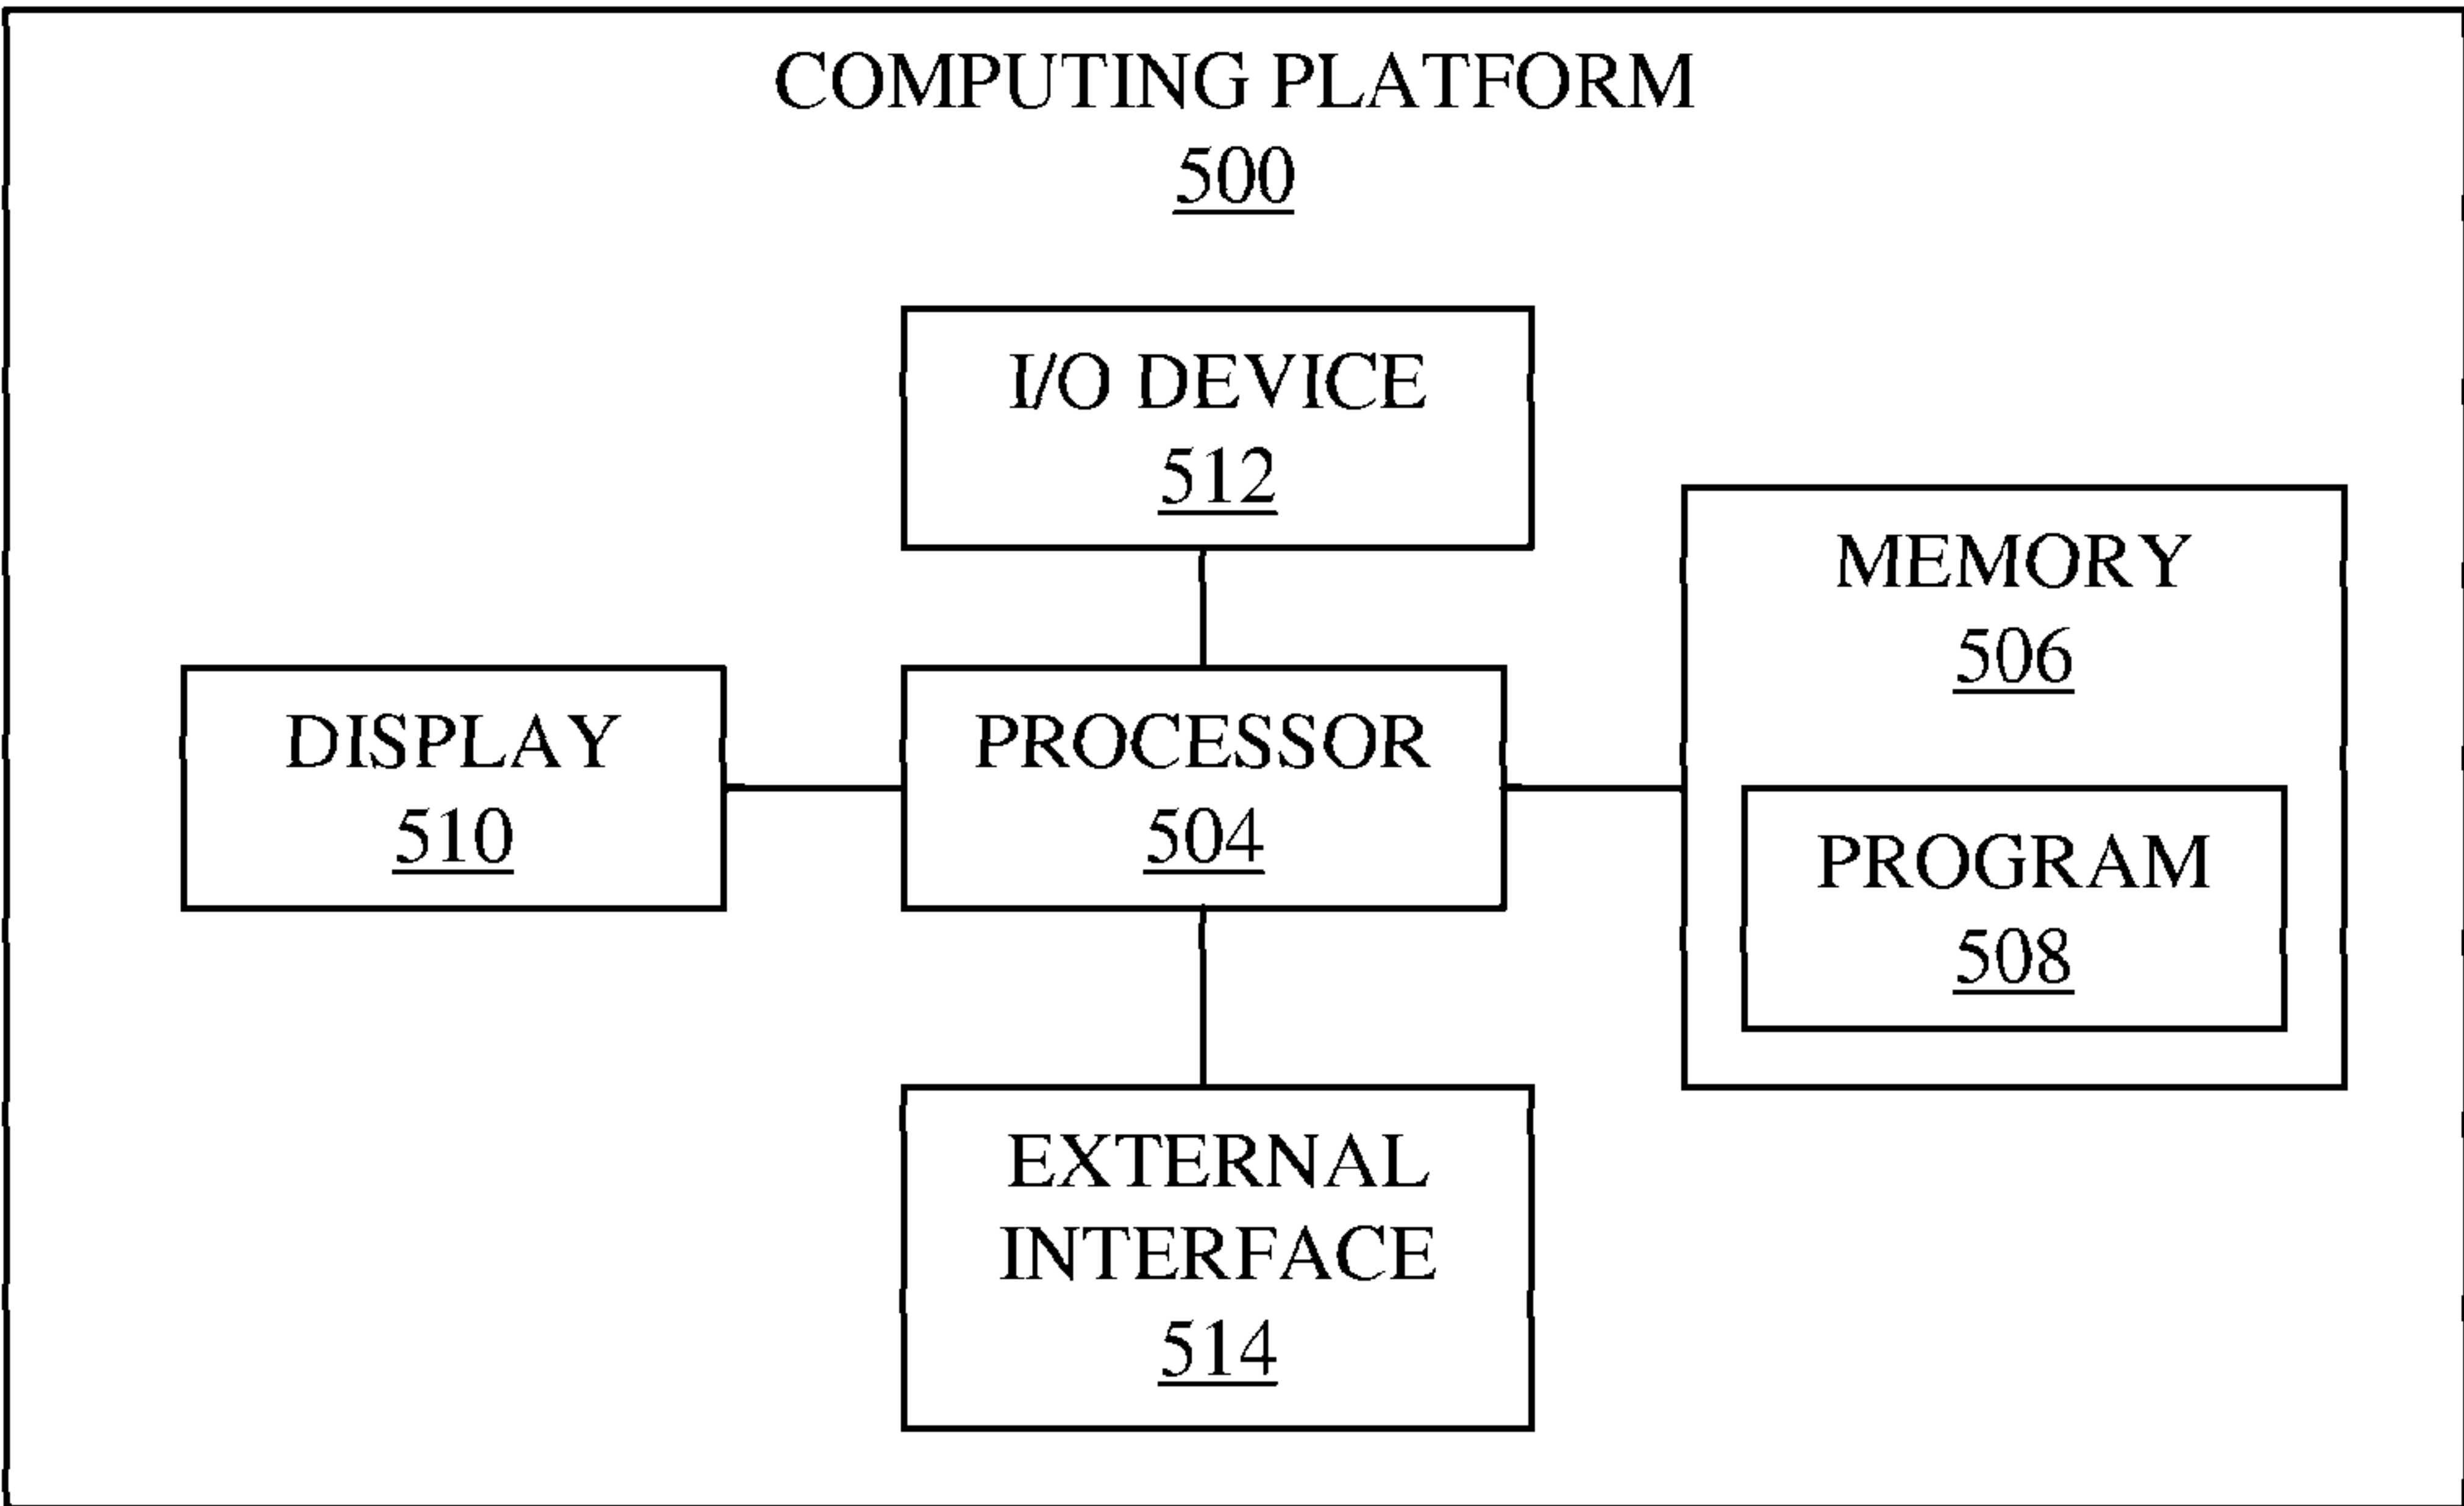 COMPUTING PLATFORM
500
I/O DEVICE
512
MEMORY
506
DISPLAY
510
PROCESSOR
504
PROGRAM
508
EXTERNAL
INTERFACE
514